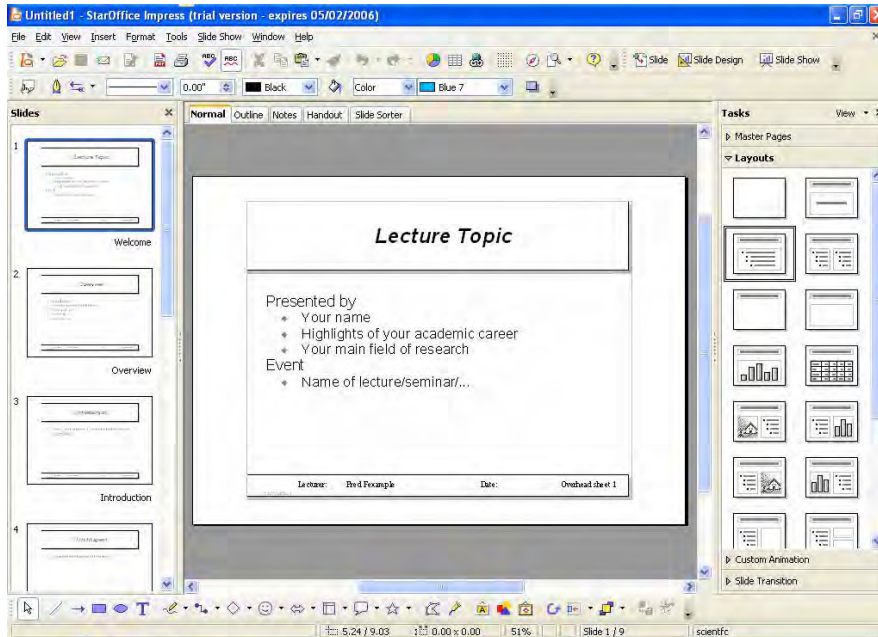 Untitled1 - StarOffice Impress (trial version - expires 05/02/2006)
File Edit View Insert Format Tools Slide Show Window Help
Slide Slide Design Slide Show
0.00" Black Color Blue 7
Slides
Normal Outline Notes Handout Slide Sorter
Tasks View
Master Pages
Layouts
1
Lecture Topic
Welcome
2
Overview
Overview
3
Introduction
4
Lecture Topic
Presented by
Your name
Highlights of your academic career
Your main field of research
Event
Name of lecture/seminar/...
Lecturer: Fred Fexample Date: Overhead sheet 1
Custom Animation
Slide Transition
5.24 / 9.03 0.00 x 0.00 51% Slide 1 / 9 scientfc